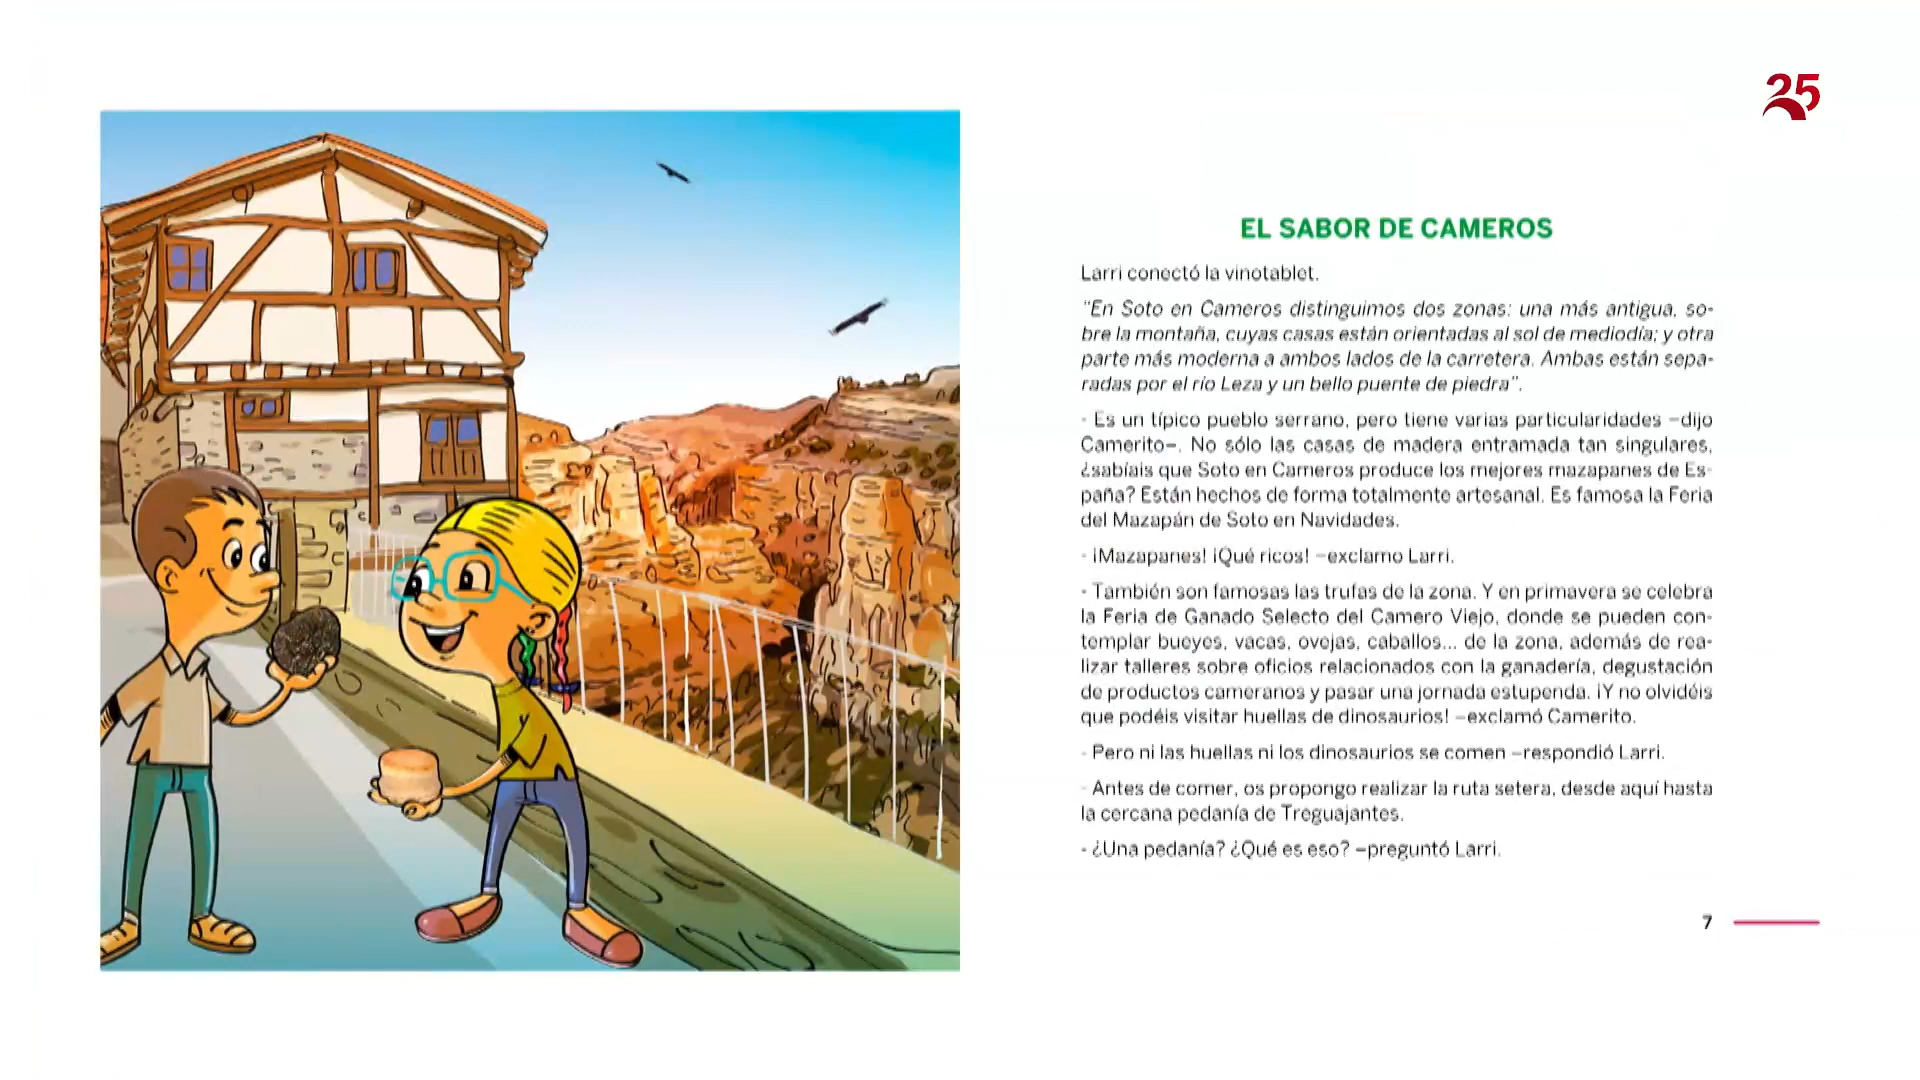 25
EL SABOR DE CAMEROS
Larri conectó la vinotablet.
"En Soto en Cameros distinguimos dos zonas: una más antigua, so-
bre la montaña, cuyas casas están orientadas al sol de mediodía; y otra
parte más moderna a ambos lados de la carretera. Ambas están sepa-
radas por el río Leza y un bello puente de piedra".
- Es un típico pueblo serrano, pero tiene varias particularidades –dijo
Camerito–. No sólo las casas de madera entramada tan singulares,
¿sabíais que Soto en Cameros produce los mejores mazapanes de Es-
paña? Están hechos de forma totalmente artesanal. Es famosa la Feria
del Mazapán de Soto en Navidades.
- ¡Mazapanes! ¡Qué ricos! –exclamo Larri.
- También son famosas las trufas de la zona. Y en primavera se celebra
la Feria de Ganado Selecto del Camero Viejo, donde se pueden con-
templar bueyes, vacas, ovejas, caballos... de la zona, además de rea-
lizar talleres sobre oficios relacionados con la ganadería, degustación
de productos cameranos y pasar una jornada estupenda. ¡Y no olvidéis
que podéis visitar huellas de dinosaurios! –exclamó Camerito.
- Pero ni las huellas ni los dinosaurios se comen –respondió Larri.
- Antes de comer, os propongo realizar la ruta setera, desde aquí hasta
la cercana pedanía de Treguajantes.
- ¿Una pedanía? ¿Qué es eso? –preguntó Larri.
7